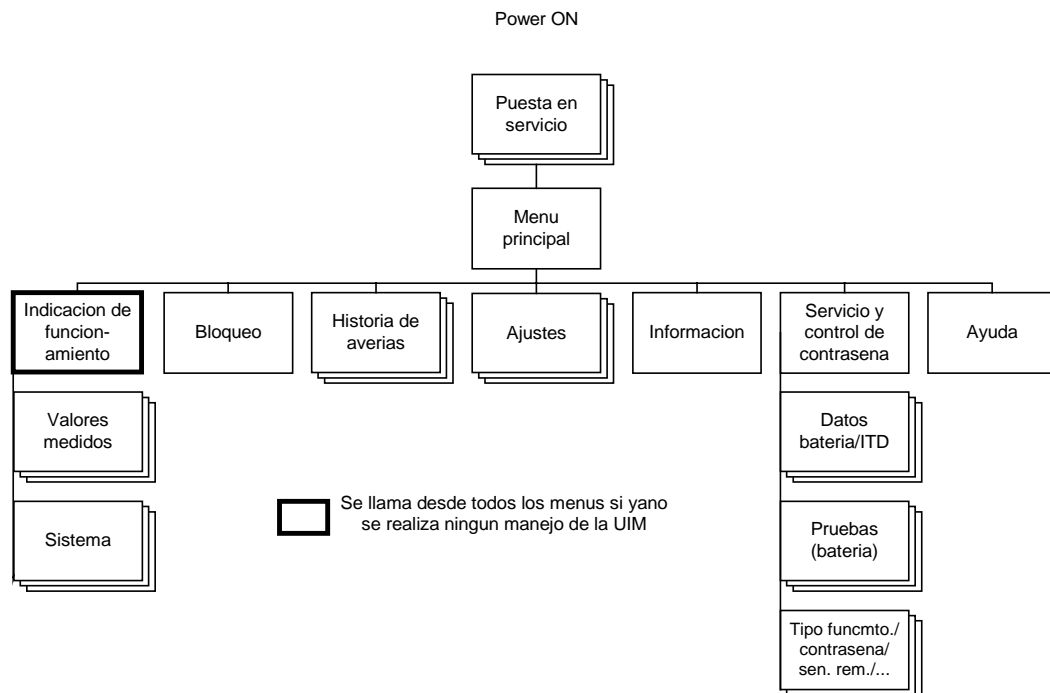 Power ON
Puesta en
servicio
Menu
principal
Indicacion de
funcion-
amiento
Bloqueo
Historia de
averias
Ajustes
Informacion
Servicio y
control de
contrasena
Ayuda
Valores
medidos
Datos
bateria/ITD
Se llama desde todos los menus si yano
se realiza ningun manejo de la UIM
Sistema
Pruebas
(bateria)
Tipo funcmto./
contrasena/
sen. rem./...